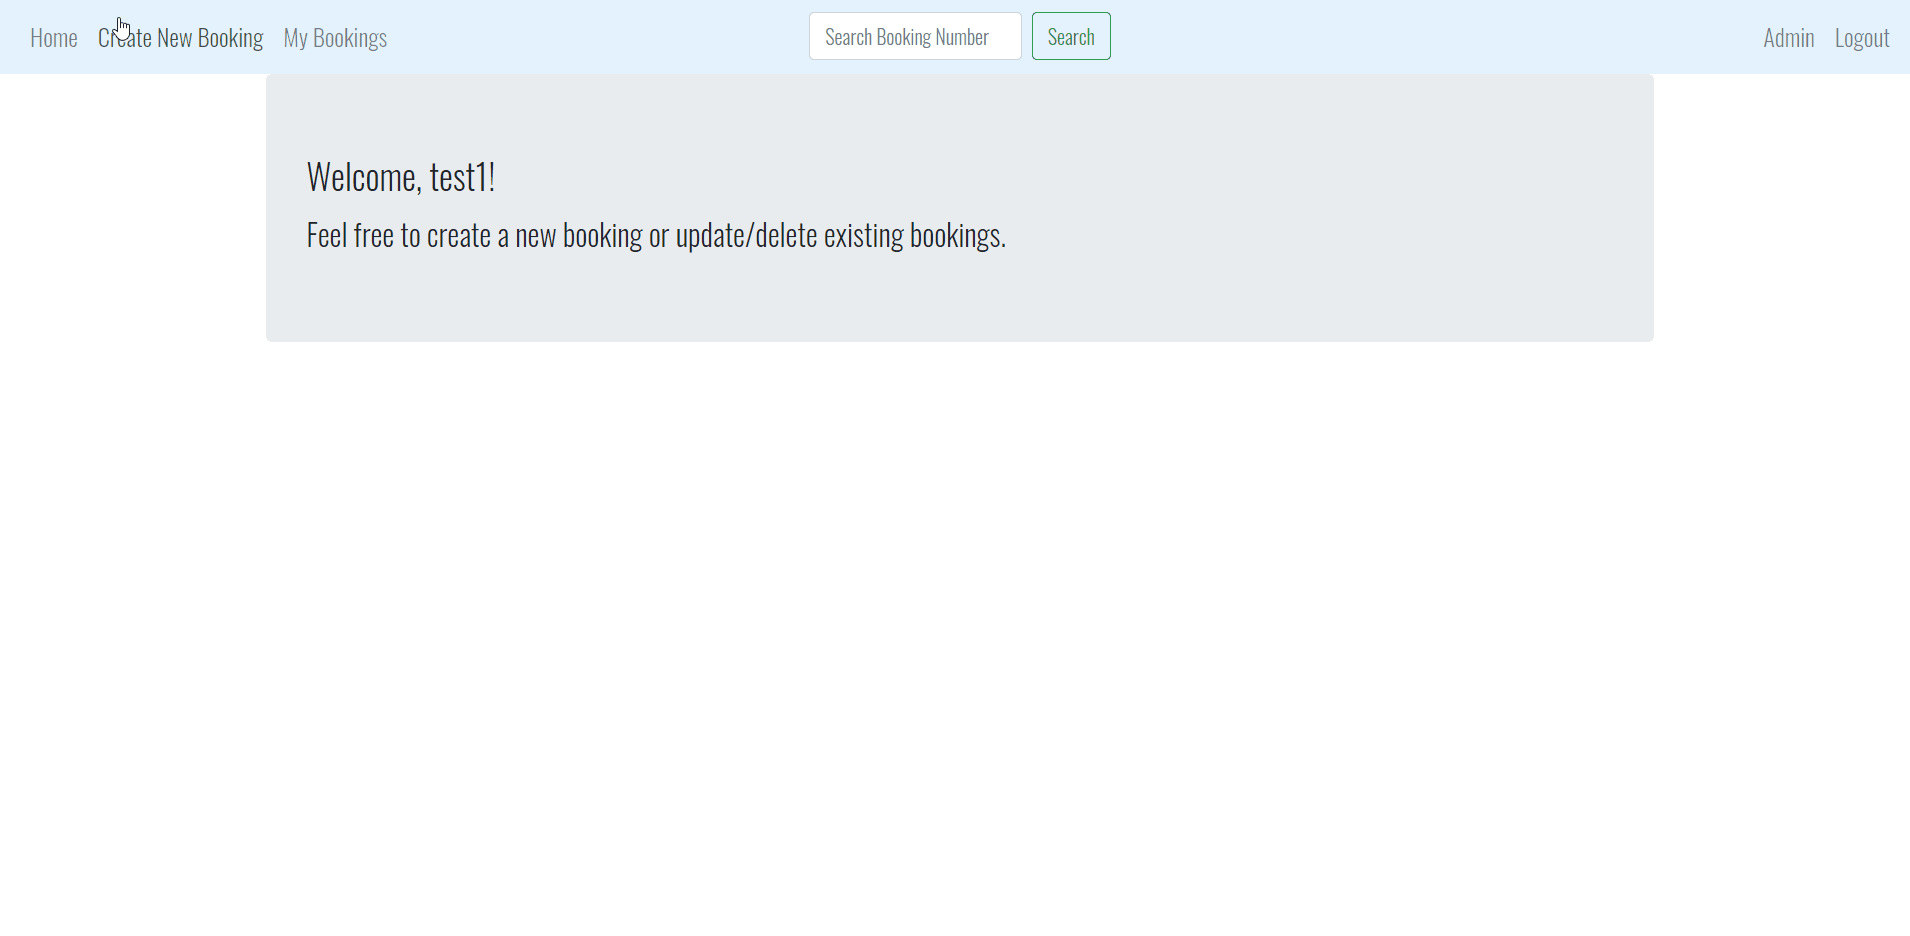 Home Create New Booking My Bookings Search Booking Number Search Admin Logout
Welcome, test1!
Feel free to create a new booking or update/delete existing bookings.